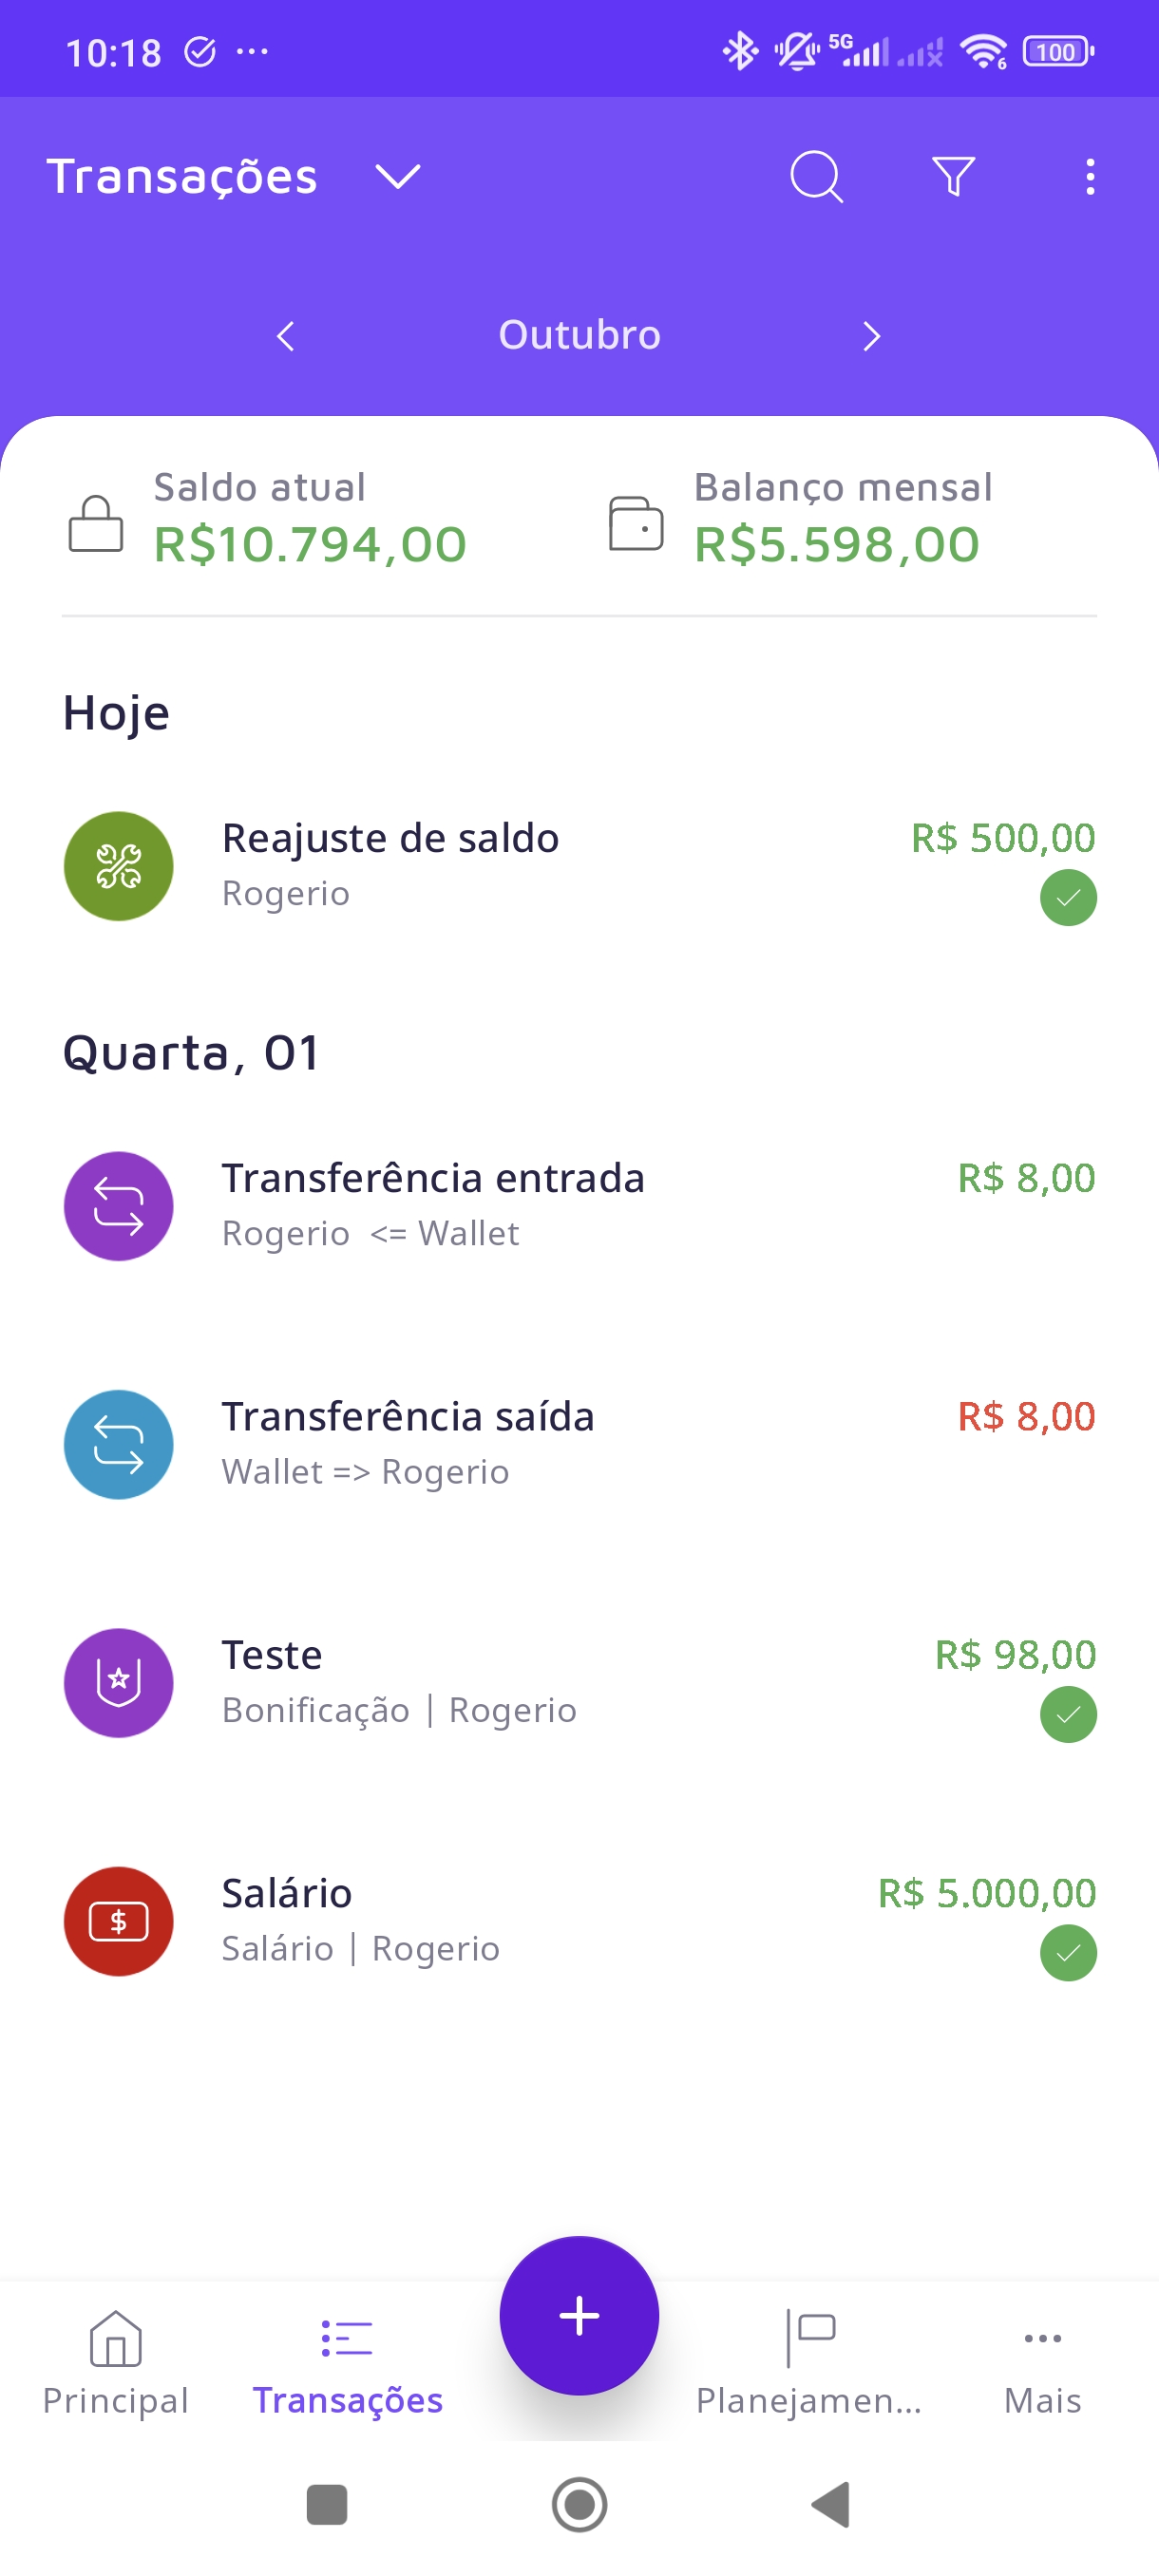 10:18
5G
6
100
Transações
Outubro
Saldo atual
R$10.794,00
Balanço mensal
R$5.598,00
Hoje
Reajuste de saldo
R$ 500,00
Rogerio
Quarta, 01
Transferência entrada
R$ 8,00
Rogerio  <= Wallet
Transferência saída
R$ 8,00
Wallet => Rogerio
Teste
R$ 98,00
Bonificação | Rogerio
Salário
R$ 5.000,00
Salário | Rogerio
Principal
Transações
Planejamen...
Mais